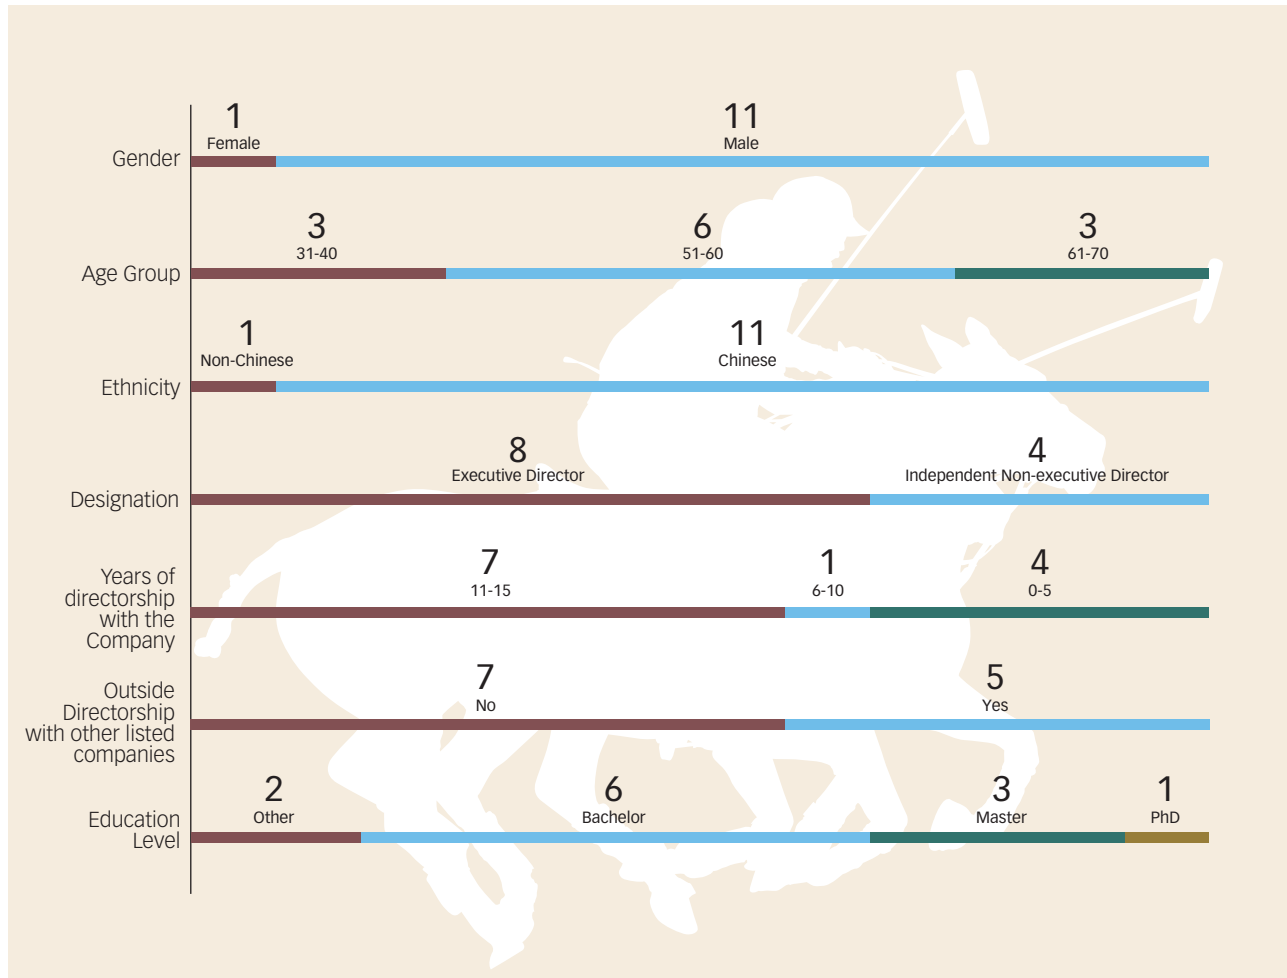 1
Female
11
Male
Gender
3
31-40
6
51-60
3
61-70
Age Group
1
Non-Chinese
11
Chinese
Ethnicity
8
Executive Director
4
Independent Non-executive Director
Designation
7
11-15
1
6-10
4
0-5
Years of
directorship
with the
Company
7
No
5
Yes
Outside
Directorship
with other listed
companies
2
Other
6
Bachelor
3
Master
1
PhD
Education
Level